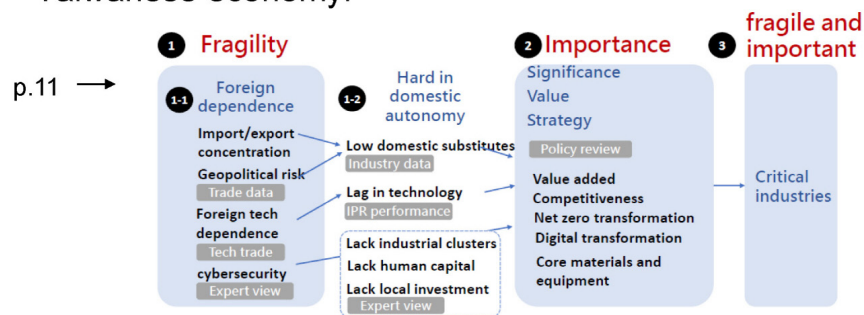 Taiwanese economy.
p.11
1 Fragility
1-1 Foreign
dependence
Import/export
concentration
Geopolitical risk
Trade data
Foreign tech
dependence
Tech trade
cybersecurity
Expert view
1-2 Hard in
domestic
autonomy
Low domestic substitutes
Industry data
Lag in technology
IPR performance
Lack industrial clusters
Lack human capital
Lack local investment
Expert view
2 Importance
Significance
Value
Strategy
Policy review
Value added
Competitiveness
Net zero transformation
Digital transformation
Core materials and
equipment
3 fragile and
important
Critical
industries